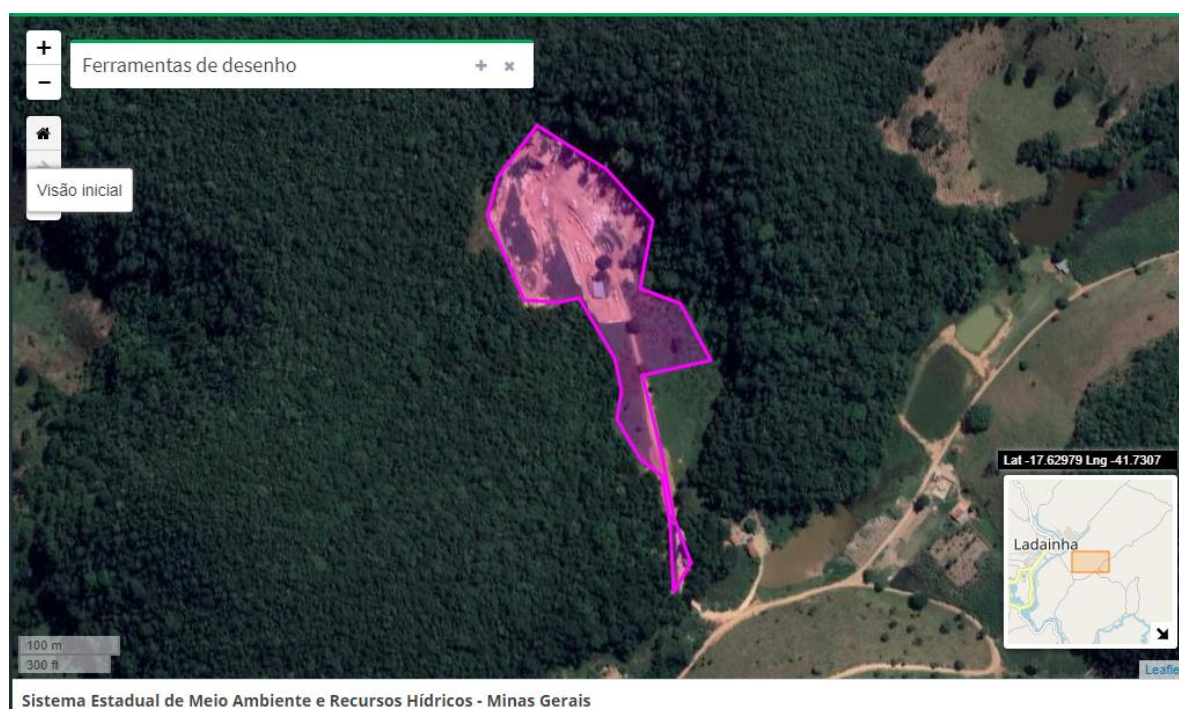 +
Ferramentas de desenho + ×
−
Visão inicial
Lat -17.62979 Lng -41.7307
Ladainha
100 m
300 ft
Leafle
Sistema Estadual de Meio Ambiente e Recursos Hídricos - Minas Gerais